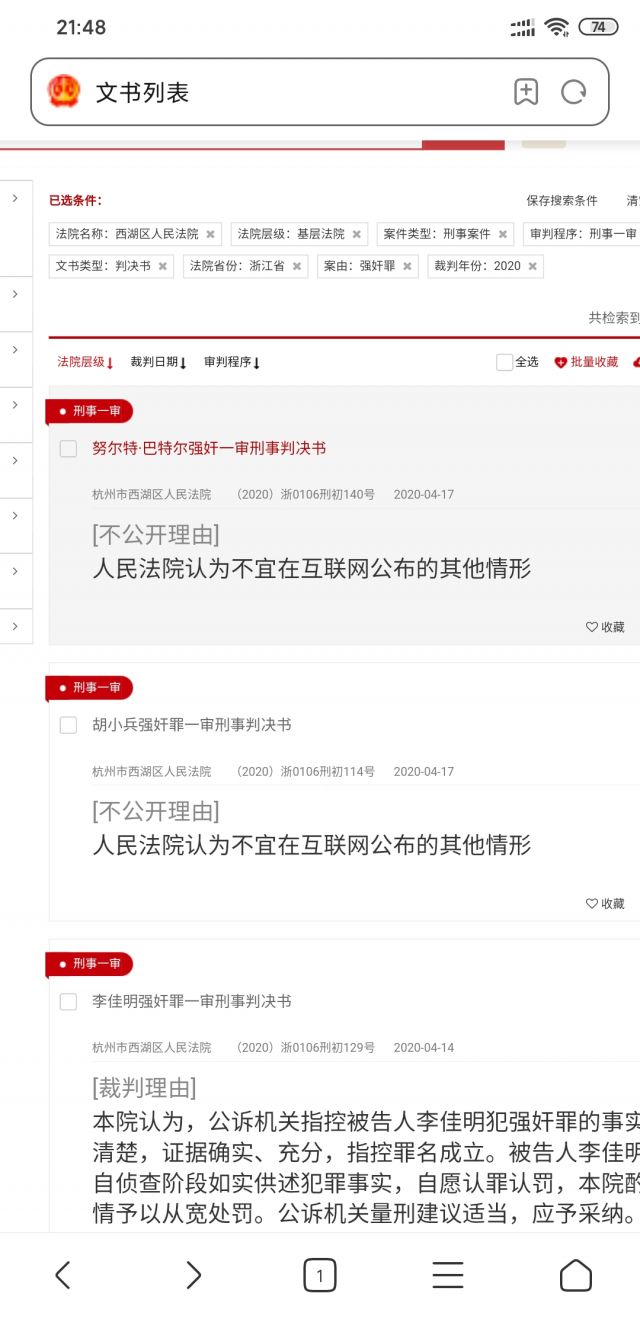 21:48
74
文书列表
已选条件：
保存搜索条件
法院名称：西湖区人民法院 ×
法院层级：基层法院 ×
案件类型：刑事案件 ×
审判程序：刑事一审
文书类型：判决书 ×
法院省份：浙江省 ×
案由：强奸罪 ×
裁判年份：2020 ×
共检索到
法院层级↓ 裁判日期↓ 审判程序↓
全选 批量收藏
刑事一审
努尔特·巴特尔强奸一审刑事判决书
杭州市西湖区人民法院 （2020）浙0106刑初140号 2020-04-17
[不公开理由]
人民法院认为不宜在互联网公布的其他情形
收藏
刑事一审
胡小兵强奸罪一审刑事判决书
杭州市西湖区人民法院 （2020）浙0106刑初114号 2020-04-17
[不公开理由]
人民法院认为不宜在互联网公布的其他情形
收藏
刑事一审
李佳明强奸罪一审刑事判决书
杭州市西湖区人民法院 （2020）浙0106刑初129号 2020-04-14
[裁判理由]
本院认为，公诉机关指控被告人李佳明犯强奸罪的事实
清楚，证据确实、充分，指控罪名成立。被告人李佳明
自侦查阶段如实供述犯罪事实，自愿认罪认罚，本院酌
情予以从宽处罚。公诉机关量刑建议适当，应予采纳。
1